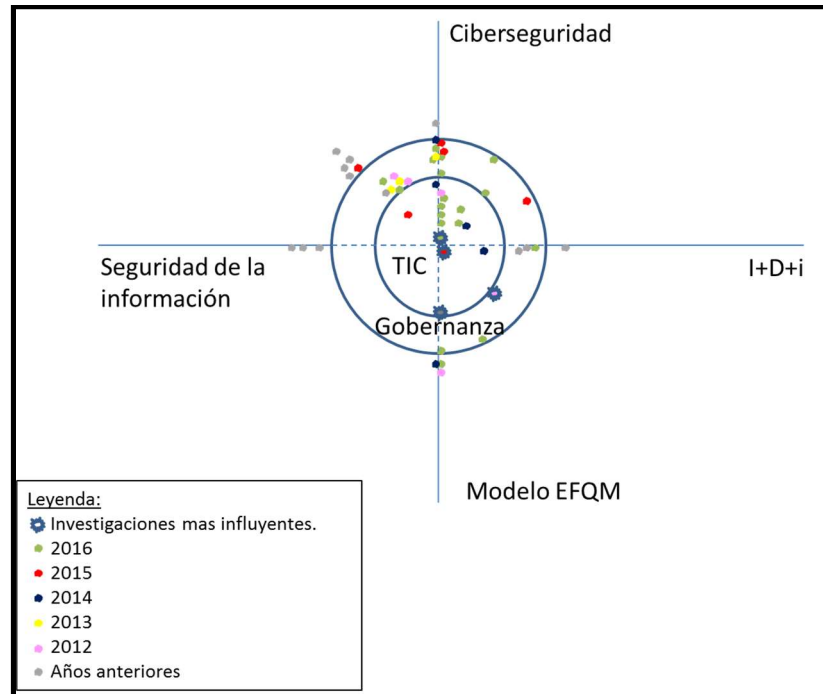 Ciberseguridad
Seguridad de la
información
TIC
I+D+i
Gobernanza
Modelo EFQM
Leyenda:
Investigaciones mas influyentes.
2016
2015
2014
2013
2012
Años anteriores